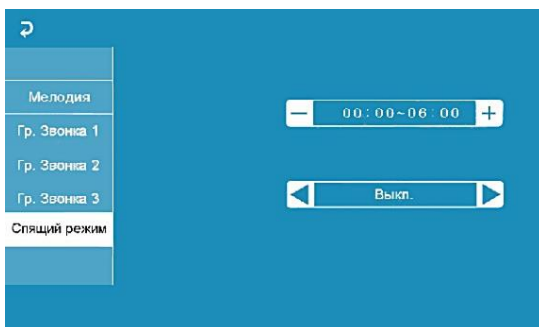 Мелодия
Гр. Звонка 1
Гр. Звонка 2
Гр. Звонка 3
Спящий режим
00:00~06:00
Выкл.